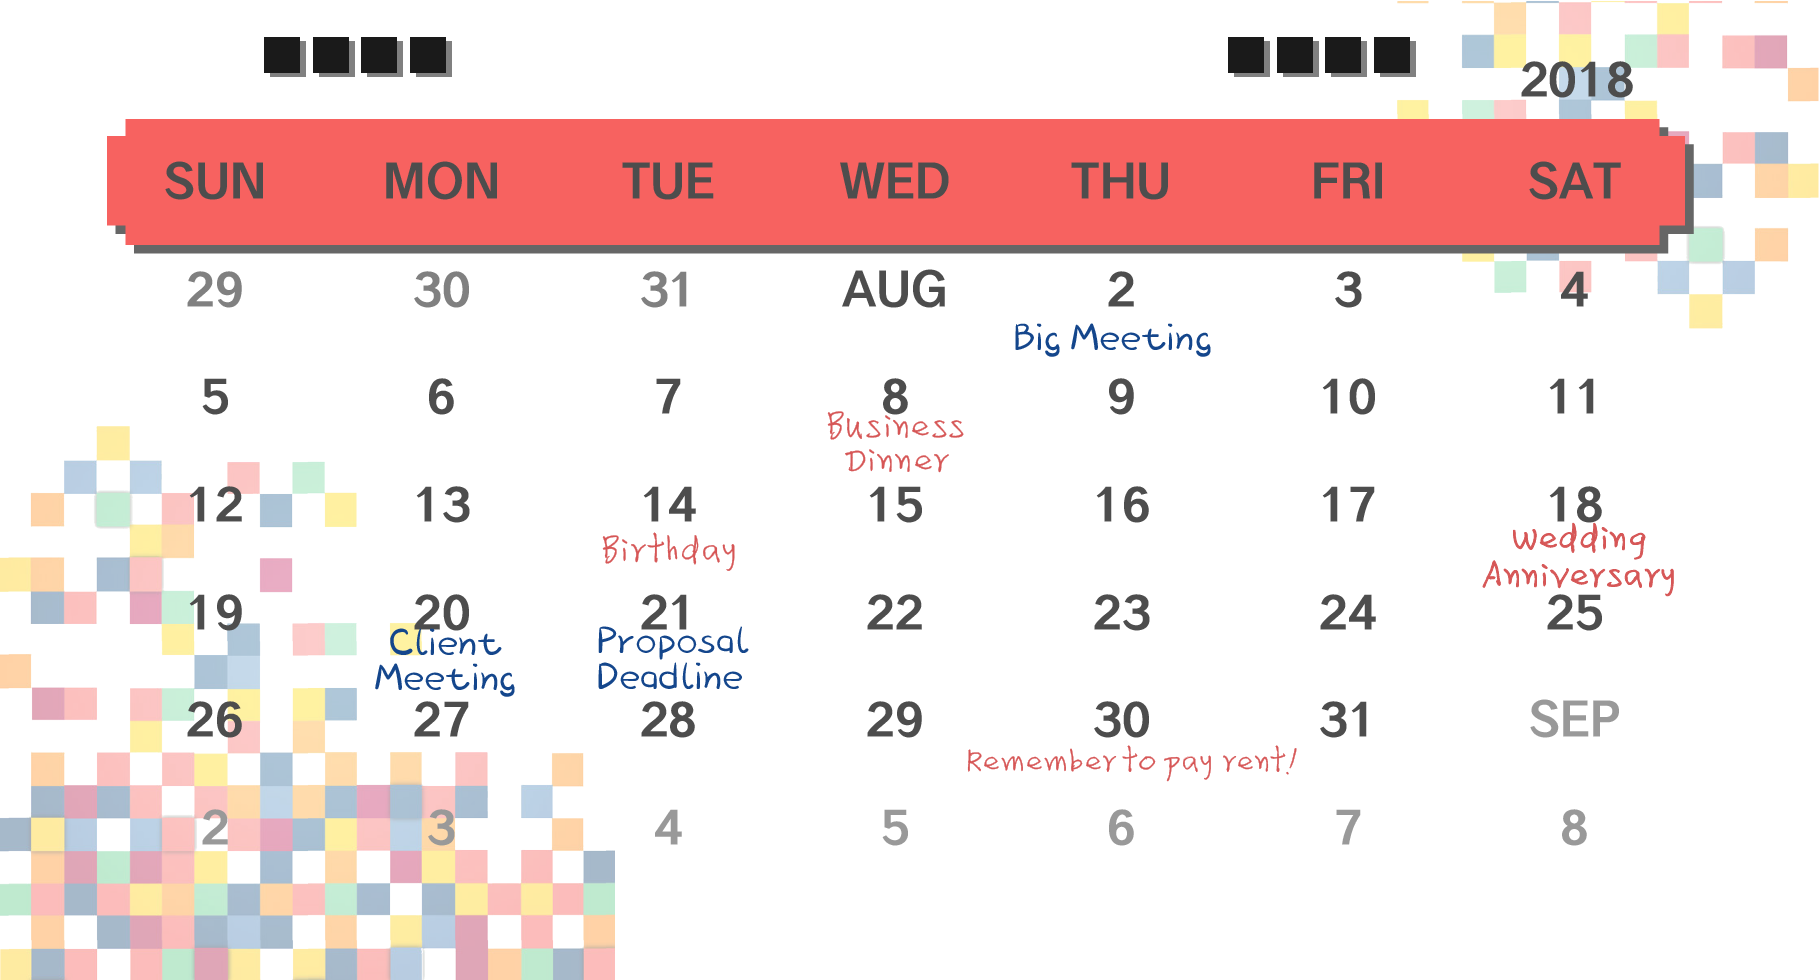 2018
SUN MON TUE WED THU FRI SAT
29 30 31 AUG 2 3 4
Big Meeting
5 6 7 8 9 10 11
Business
Dinner
12 13 14 15 16 17 18
Birthday
Wedding
Anniversary
19 20 21 22 23 24 25
Client
Meeting
Proposal
Deadline
26 27 28 29 30 31 SEP
Remember to pay rent!
2 3 4 5 6 7 8